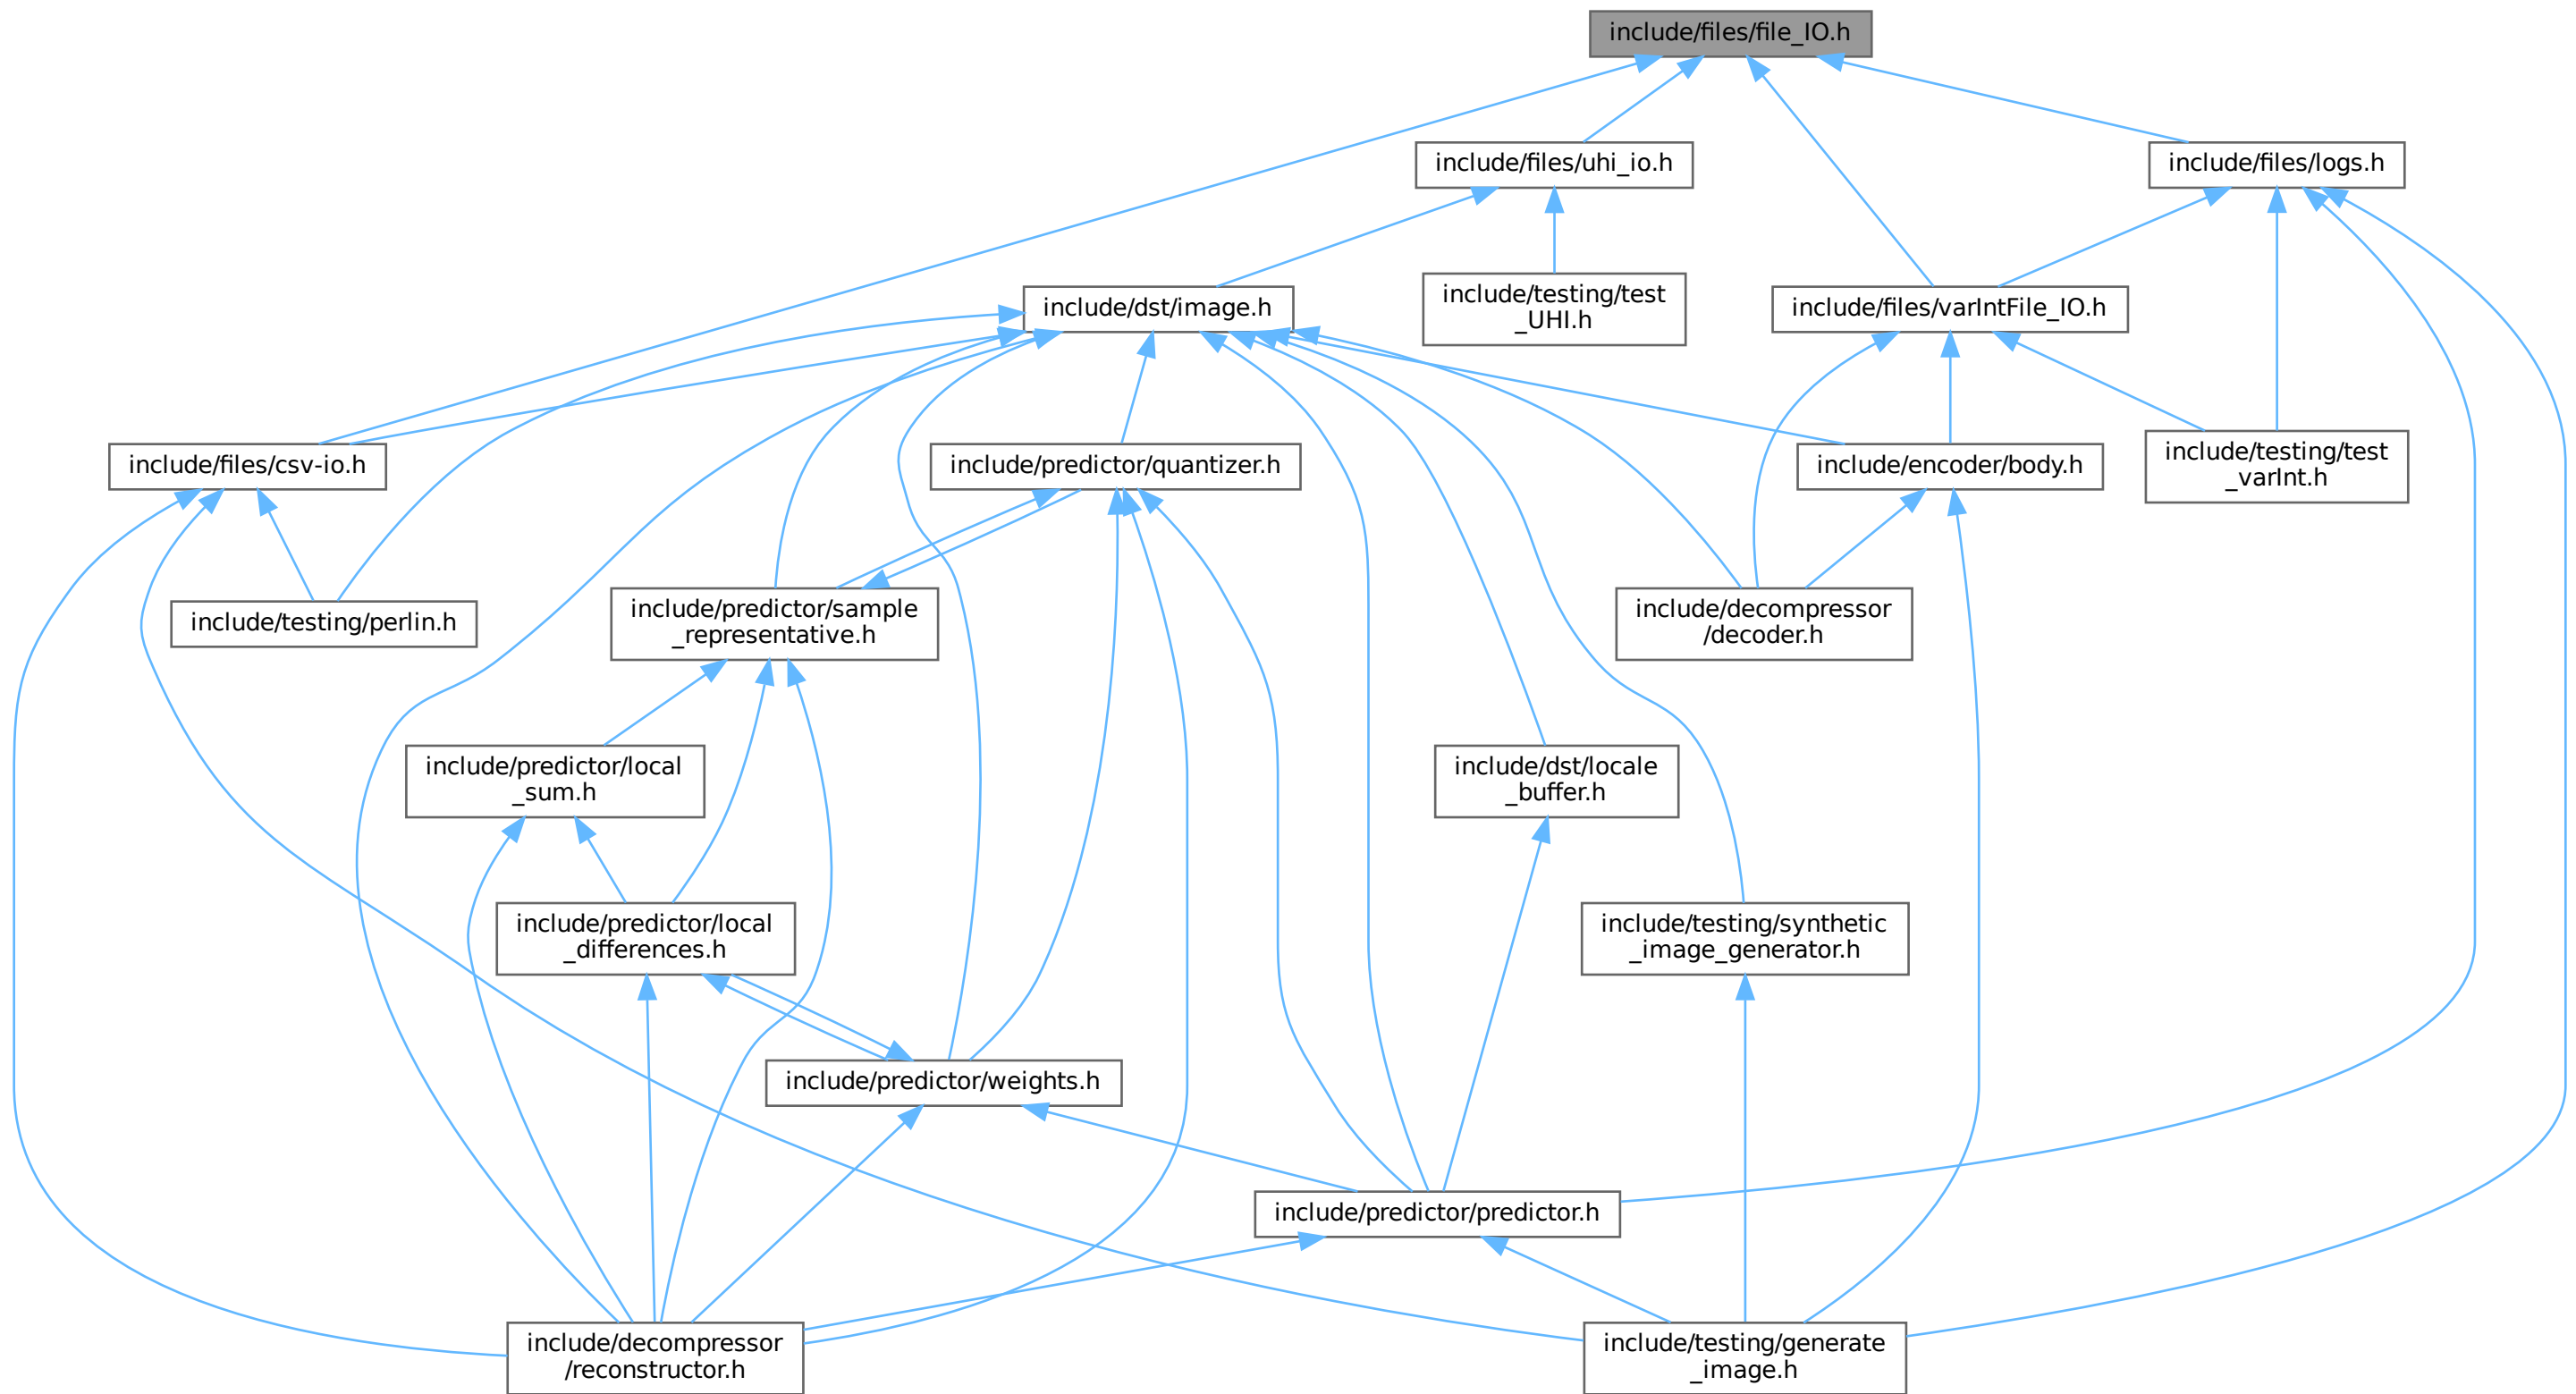 include/files/file_IO.h
include/files/uhi_io.h
include/files/logs.h
include/dst/image.h
include/testing/test
_UHI.h
include/files/varIntFile_IO.h
include/files/csv-io.h
include/predictor/quantizer.h
include/encoder/body.h
include/testing/test
_varInt.h
include/testing/perlin.h
include/predictor/sample
_representative.h
include/decompressor
/decoder.h
include/predictor/local
_sum.h
include/dst/locale
_buffer.h
include/predictor/local
_differences.h
include/testing/synthetic
_image_generator.h
include/predictor/weights.h
include/predictor/predictor.h
include/decompressor
/reconstructor.h
include/testing/generate
_image.h